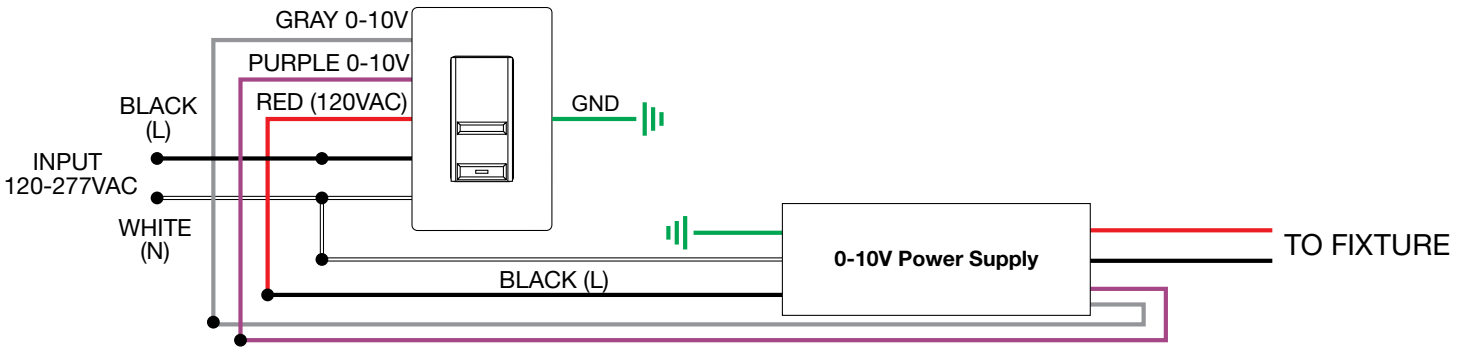 GRAY 0-10V
PURPLE 0-10V
BLACK
(L)
RED (120VAC)
GND
INPUT
120-277VAC
WHITE
(N)
BLACK (L)
0-10V Power Supply
TO FIXTURE